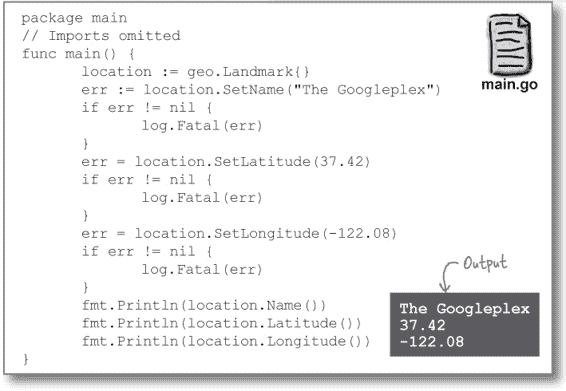 package main
// Imports omitted
func main() {
        location := geo.Landmark{}
        err := location.SetName("The Googleplex")
        if err != nil {
                log.Fatal(err)
        }
        err = location.SetLatitude(37.42)
        if err != nil {
                log.Fatal(err)
        }
        err = location.SetLongitude(-122.08)
        if err != nil {
                log.Fatal(err)
        }
        fmt.Println(location.Name())
        fmt.Println(location.Latitude())
        fmt.Println(location.Longitude())
}
main.go
Output
The Googleplex
37.42
-122.08